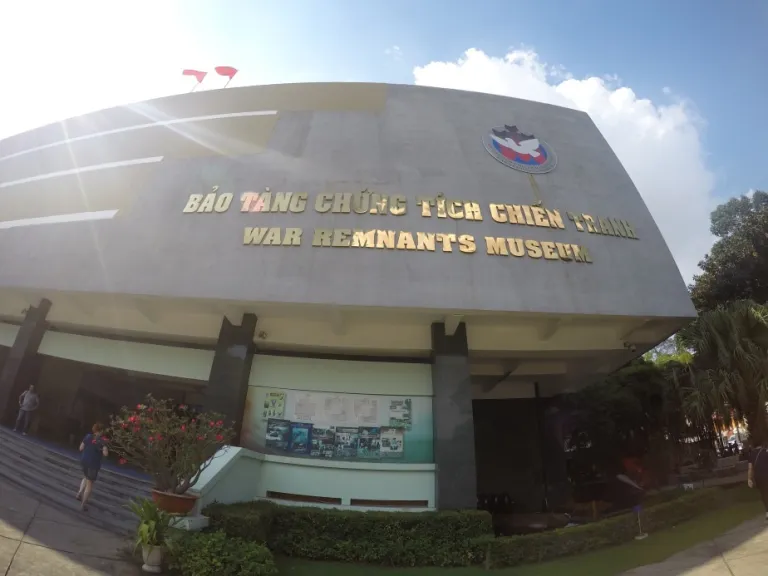 BẢO TÀNG CHỨNG TÍCH CHIẾN TRANH
WAR REMNANTS MUSEUM